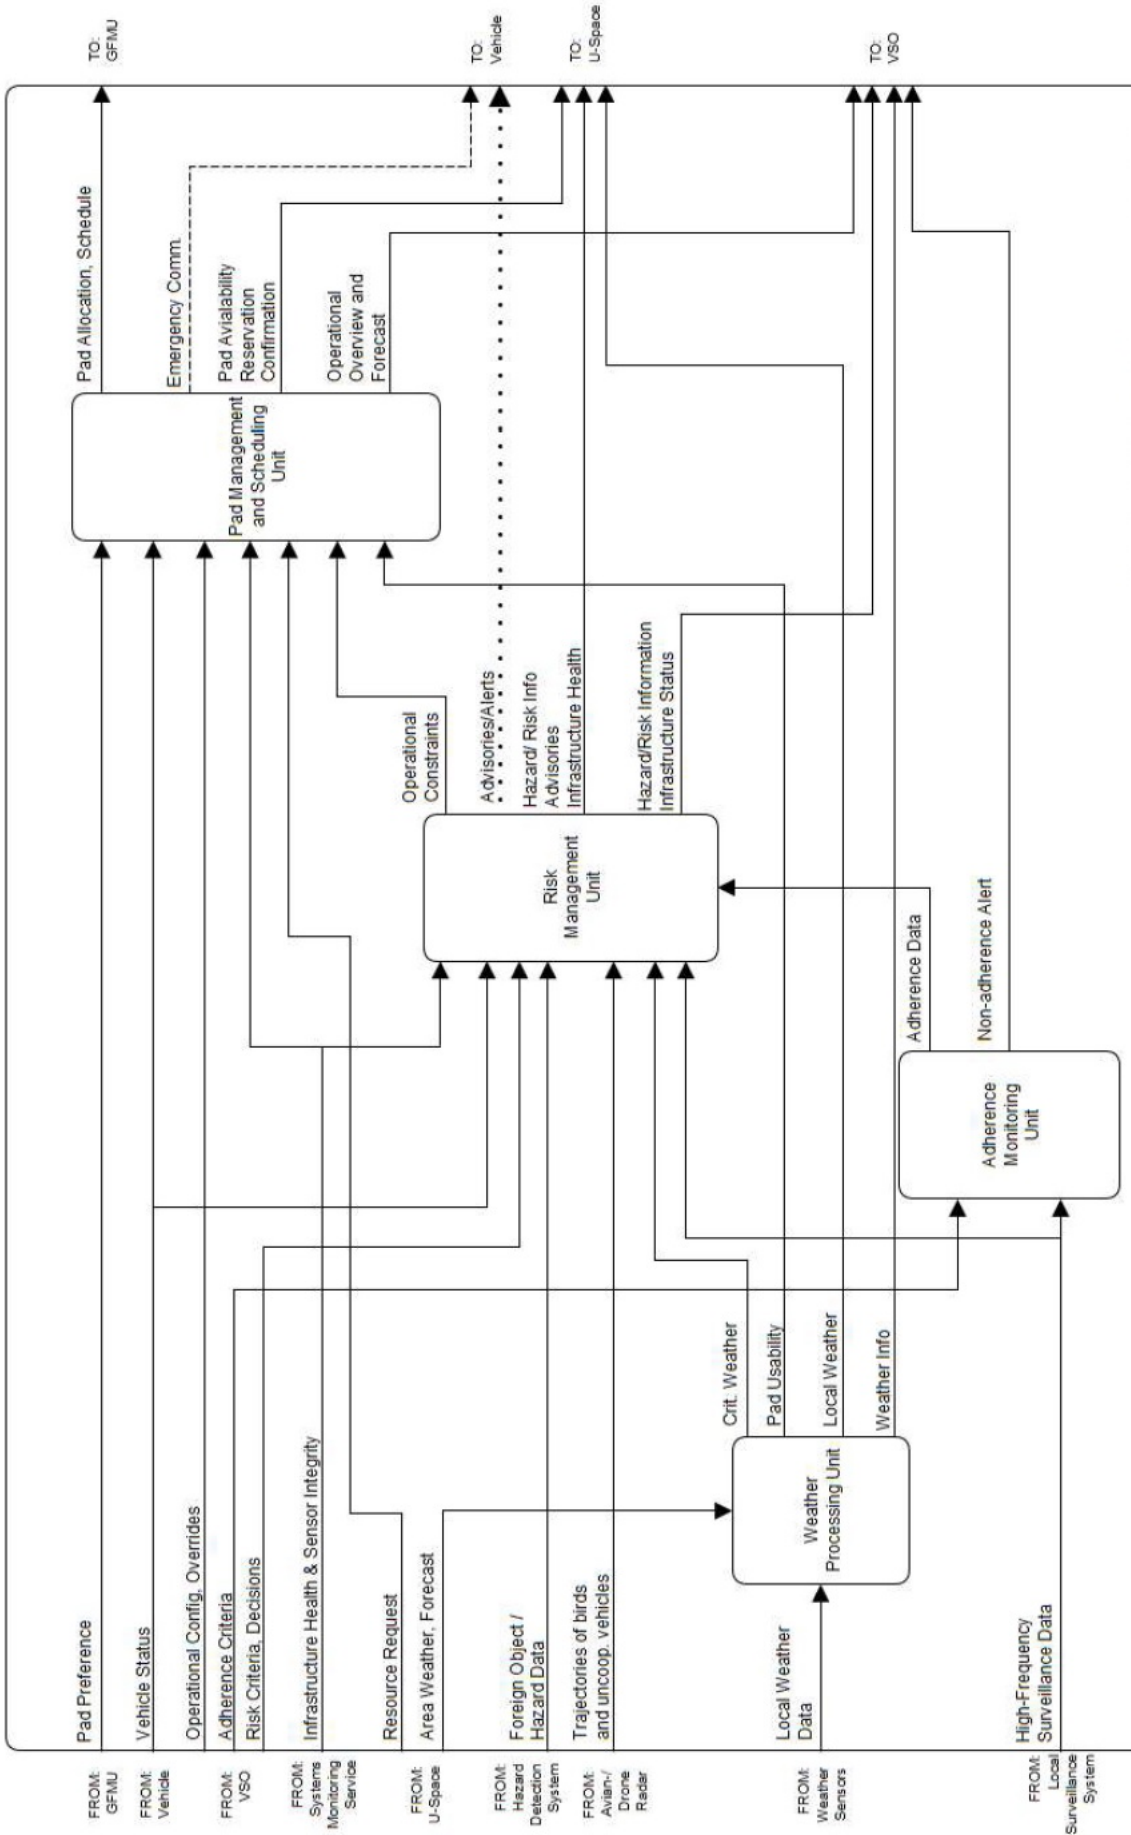 FROM:
GFMU
FROM:
Vehicle
FROM:
VSO
FROM:
Systems
Monitoring
Service
FROM:
U-Space
FROM:
Hazard
Detection
System
FROM:
Avian-/
Drone
Radar
FROM:
Weather
Sensors
FROM:
Local
Surveillance
System
Pad Preference
Vehicle Status
Operational Config, Overrides
Adherence Criteria
Risk Criteria, Decisions
Infrastructure Health & Sensor Integrity
Resource Request
Area Weather, Forecast
Foreign Object /
Hazard Data
Trajectories of birds
and uncoop. vehicles
Local Weather
Data
High-Frequency
Surveillance Data
Weather
Processing Unit
Crit. Weather
Pad Usability
Local Weather
Weather Info
Adherence
Monitoring
Unit
Adherence Data
Non-adherence Alert
Risk
Management
Unit
Operational
Constraints
Advisories/Alerts
Hazard/ Risk Info
Advisories
Infrastructure Health
Hazard/Risk Information
Infrastructure Status
Pad Management
and Scheduling
Unit
Pad Allocation, Schedule
Emergency Comm.
Pad Avialability
Reservation
Confirmation
Operational
Overview and
Forecast
TO:
GFMU
TO:
Vehicle
TO:
U-Space
TO:
VSO